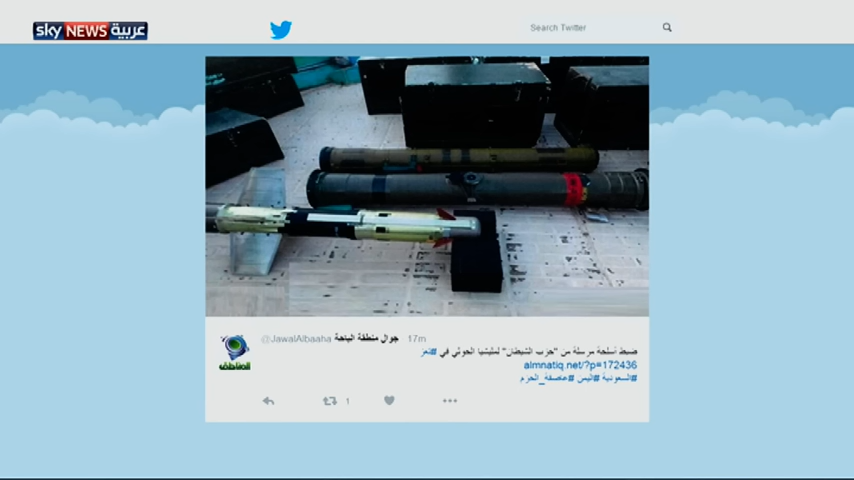 sky NEWS عربية
Search Twitter
جوال منطقة الباحة @JawalAlbaaha 17m
المناطق
ضبط أسلحة مرسلة من "حزب الشيطان" لمليشيا الحوثي في #تعز
almnatiq.net/?p=172436
#السعودية #اليمن #عاصفة_الحزم
1